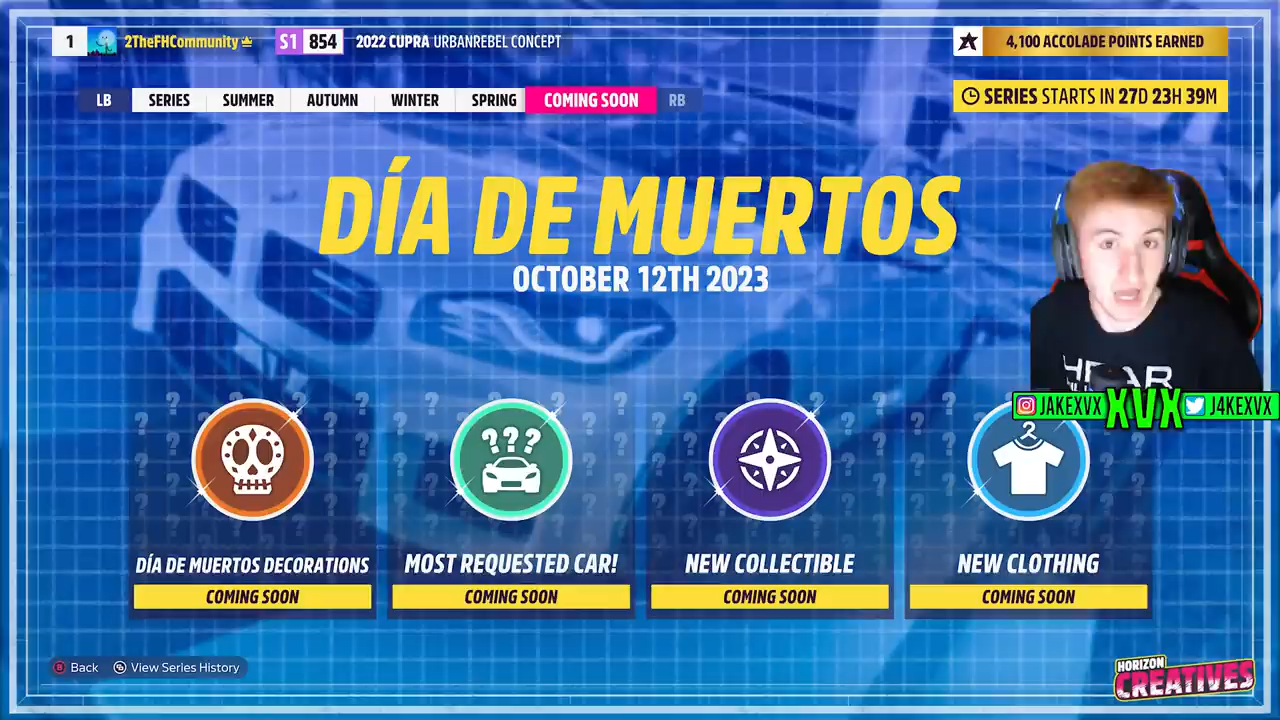 1 2TheFHCommunity S1 854 2022 CUPRA URBANREBEL CONCEPT
4,100 ACCOLADE POINTS EARNED
LB SERIES SUMMER AUTUMN WINTER SPRING COMING SOON RB
SERIES STARTS IN 27D 23H 39M
DÍA DE MUERTOS
OCTOBER 12TH 2023
JAKEXVX XVX J4KEXVX
???
DÍA DE MUERTOS DECORATIONS
COMING SOON
MOST REQUESTED CAR!
COMING SOON
NEW COLLECTIBLE
COMING SOON
NEW CLOTHING
COMING SOON
B Back View Series History
HORIZON
CREATIVES